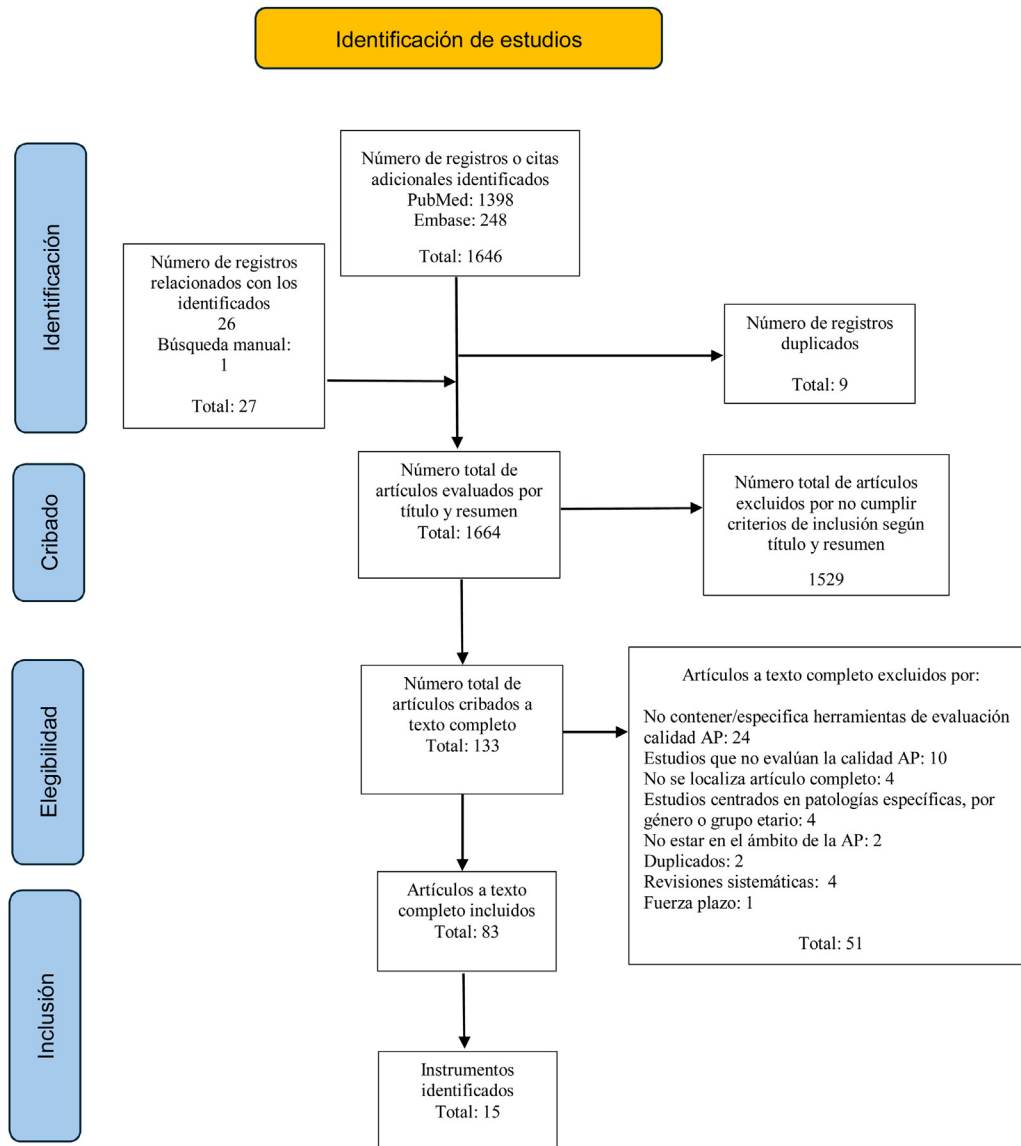 Identificación de estudios
Identificación
Número de registros o citas
adicionales identificados
PubMed: 1398
Embase: 248
Total: 1646
Número de registros
relacionados con los
identificados
26
Búsqueda manual:
1
Total: 27
Número de registros
duplicados
Total: 9
Cribado
Número total de
artículos evaluados por
título y resumen
Total: 1664
Número total de artículos
excluidos por no cumplir
criterios de inclusión según
título y resumen
1529
Elegibilidad
Número total de
artículos cribados a
texto completo
Total: 133
Artículos a texto completo excluidos por:
No contener/especifica herramientas de evaluación
calidad AP: 24
Estudios que no evalúan la calidad AP: 10
No se localiza artículo completo: 4
Estudios centrados en patologías específicas, por
género o grupo etario: 4
No estar en el ámbito de la AP: 2
Duplicados: 2
Revisiones sistemáticas: 4
Fuerza plazo: 1
Total: 51
Inclusión
Artículos a texto
completo incluidos
Total: 83
Instrumentos
identificados
Total: 15